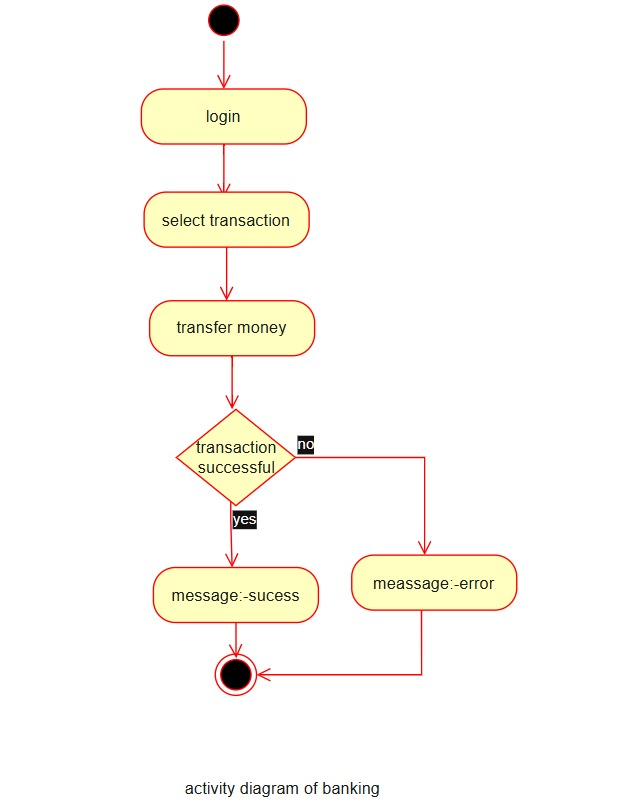 login
select transaction
transfer money
transaction
successful
no
yes
message:-sucess
meassage:-error
activity diagram of banking